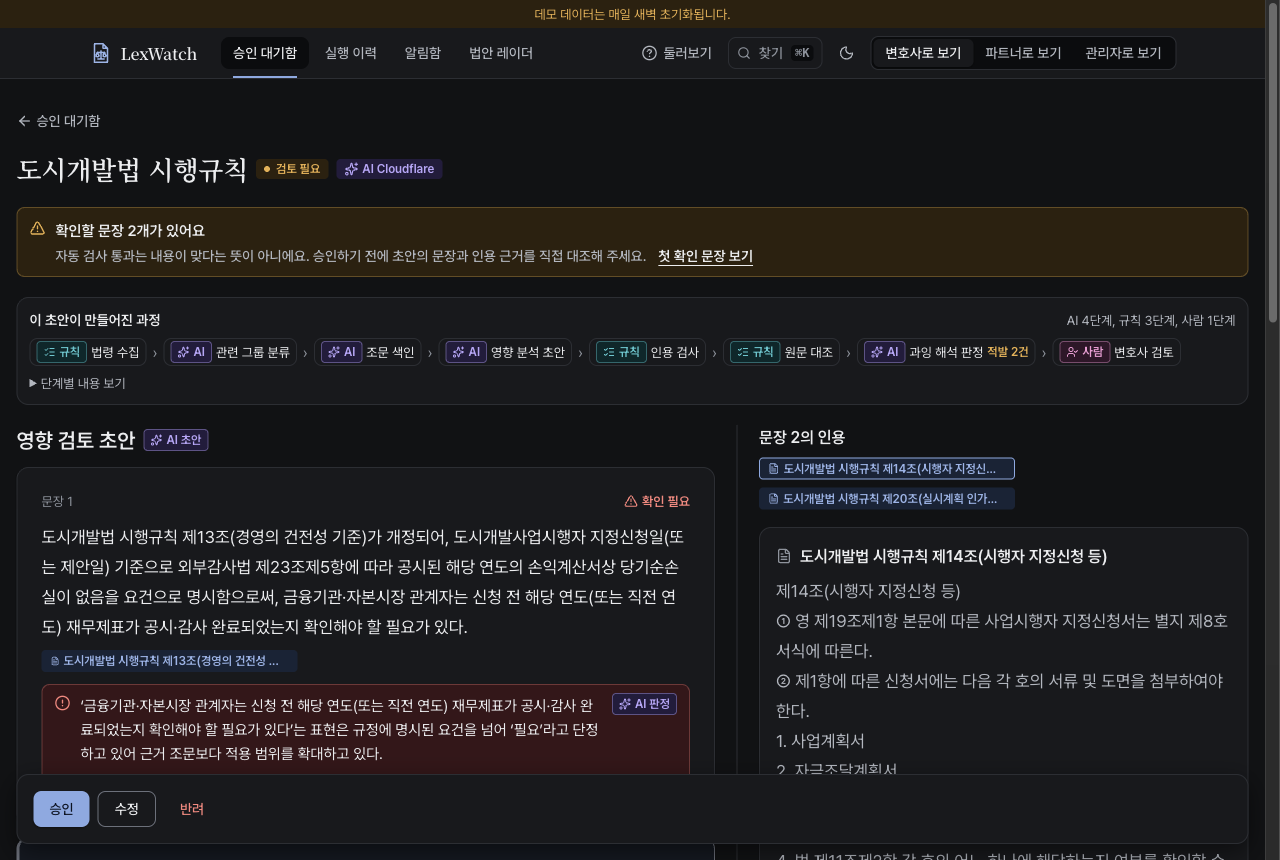 데모 데이터는 매일 새벽 초기화됩니다.
LexWatch
승인 대기함
실행 이력
알림함
법안 레이더
둘러보기
찾기 ⌘K
변호사로 보기
파트너로 보기
관리자로 보기
← 승인 대기함
도시개발법 시행규칙
검토 필요
AI Cloudflare
확인할 문장 2개가 있어요
자동 검사 통과는 내용이 맞다는 뜻이 아니에요. 승인하기 전에 초안의 문장과 인용 근거를 직접 대조해 주세요. 첫 확인 문장 보기
이 초안이 만들어진 과정
AI 4단계, 규칙 3단계, 사람 1단계
규칙 법령 수집 › AI 관련 그룹 분류 › AI 조문 색인 › AI 영향 분석 초안 › 규칙 인용 검사 › 규칙 원문 대조 › AI 과잉 해석 판정 적발 2건 › 사람 변호사 검토
▶ 단계별 내용 보기
영향 검토 초안
AI 초안
문장 1
확인 필요
도시개발법 시행규칙 제13조(경영의 건전성 기준)가 개정되어, 도시개발사업시행자 지정신청일(또
는 제안일) 기준으로 외부감사법 제23조제5항에 따라 공시된 해당 연도의 손익계산서상 당기순손
실이 없음을 요건으로 명시함으로써, 금융기관·자본시장 관계자는 신청 전 해당 연도(또는 직전 연
도) 재무제표가 공시·감사 완료되었는지 확인해야 할 필요가 있다.
도시개발법 시행규칙 제13조(경영의 건전성 ...
‘금융기관·자본시장 관계자는 신청 전 해당 연도(또는 직전 연도) 재무제표가 공시·감사 완
료되었는지 확인해야 할 필요가 있다’는 표현은 규정에 명시된 요건을 넘어 ‘필요’라고 단정
하고 있어 근거 조문보다 적용 범위를 확대하고 있다.
AI 판정
문장 2의 인용
도시개발법 시행규칙 제14조(시행자 지정신...
도시개발법 시행규칙 제20조(실시계획 인가...
도시개발법 시행규칙 제14조(시행자 지정신청 등)
제14조(시행자 지정신청 등)
① 영 제19조제1항 본문에 따른 사업시행자 지정신청서는 별지 제8호
서식에 따른다.
② 제1항에 따른 신청서에는 다음 각 호의 서류 및 도면을 첨부하여야
한다.
1. 사업계획서
2. 자금조달계획서
승인
수정
반려